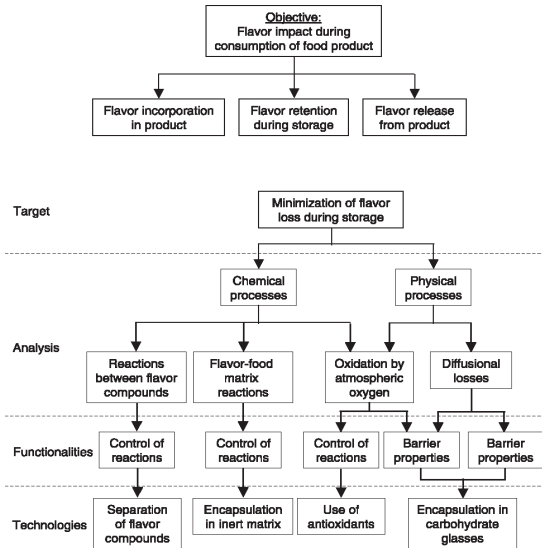 Objective:
Flavor impact during
consumption of food product
Flavor incorporation
in product
Flavor retention
during storage
Flavor release
from product
Target
Minimization of flavor
loss during storage
Chemical
processes
Physical
processes
Analysis
Reactions
between flavor
compounds
Flavor-food
matrix
reactions
Oxidation by
atmospheric
oxygen
Diffusional
losses
Functionalities
Control of
reactions
Control of
reactions
Control of
reactions
Barrier
properties
Barrier
properties
Technologies
Separation
of flavor
compounds
Encapsulation
in inert matrix
Use of
antioxidants
Encapsulation in
carbohydrate
glasses